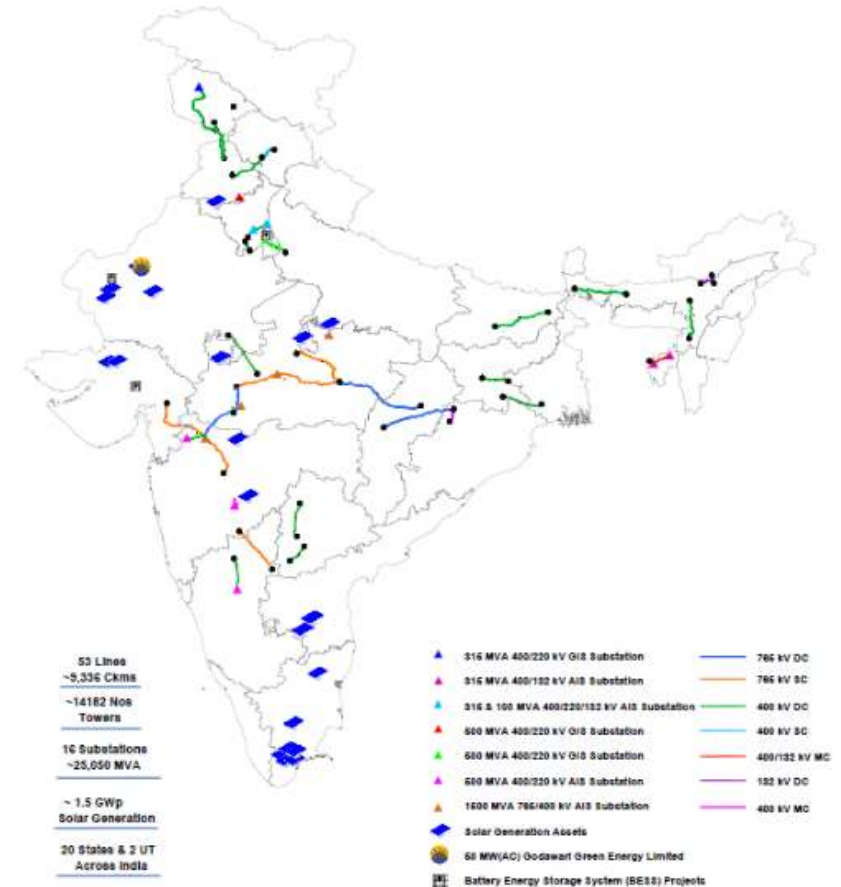 53 Lines
~9,336 Ckms
~14182 Nos
Towers
16 Substations
~25,050 MVA
~ 1.5 GWp
Solar Generation
20 States & 2 UT
Across India
315 MVA 400/220 kV GIS Substation
315 MVA 400/132 kV AIS Substation
315 & 100 MVA 400/220/132 kV AIS Substation
500 MVA 400/220 kV GIS Substation
500 MVA 400/220 kV GIS Substation
500 MVA 400/220 kV AIS Substation
1500 MVA 765/400 kV AIS Substation
Solar Generation Assets
50 MW(AC) Godawari Green Energy Limited
Battery Energy Storage System (BESS) Projects
765 kV DC
765 kV SC
400 kV DC
400 kV SC
400/132 kV MC
132 kV DC
400 kV MC